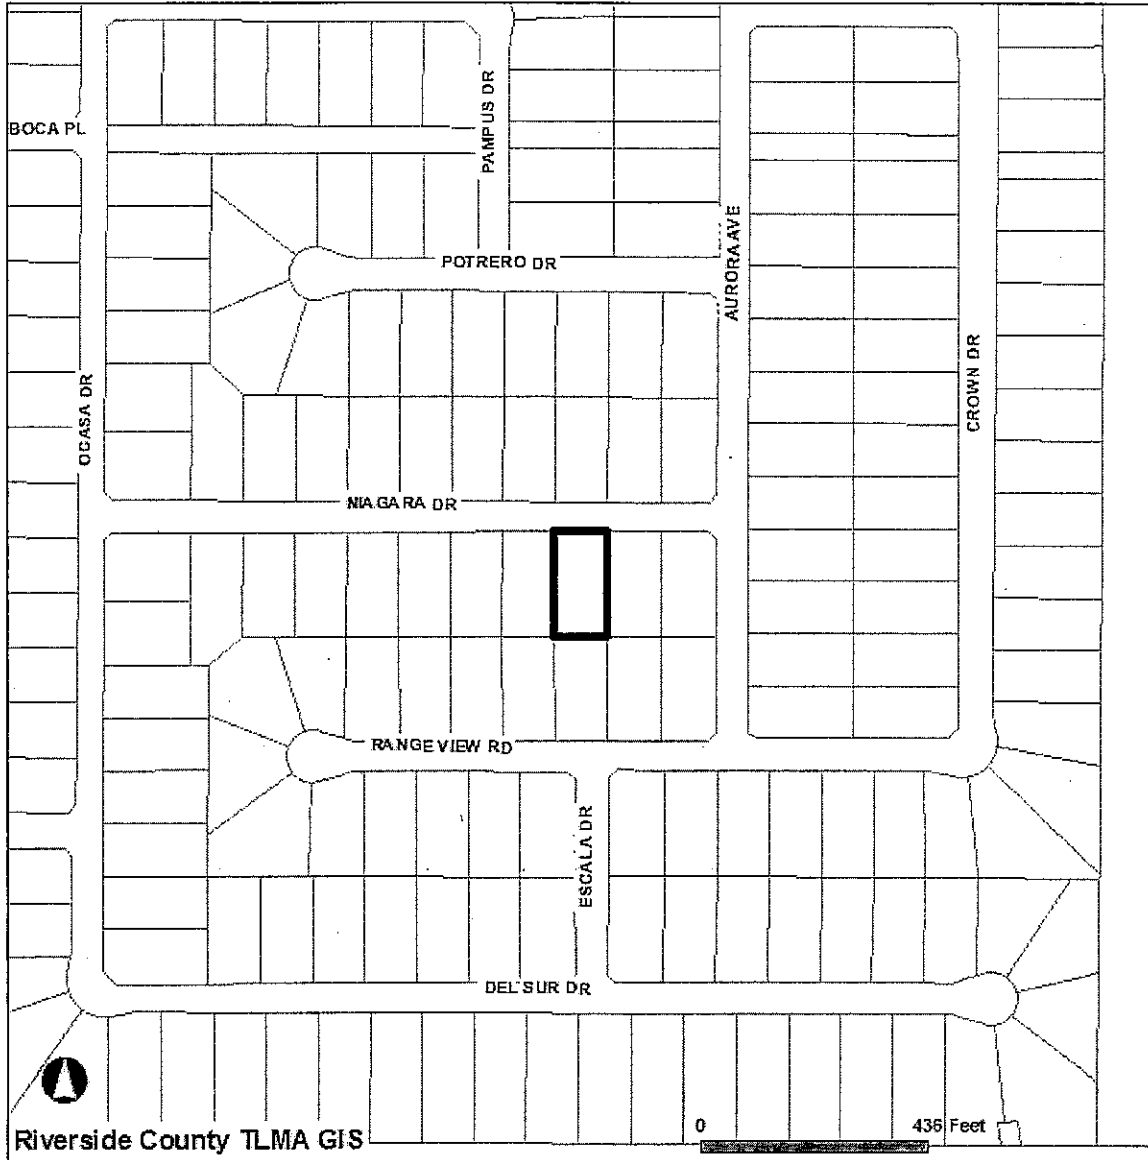 BOCA PL
PAMPUS DR
AURORA AVE
POTRERO DR
CROWN DR
OCASA DR
NIAGARA DR
RANGEVIEW RD
ESCALA DR
DEL SUR DR
Riverside County TLMA GIS
0
436 Feet